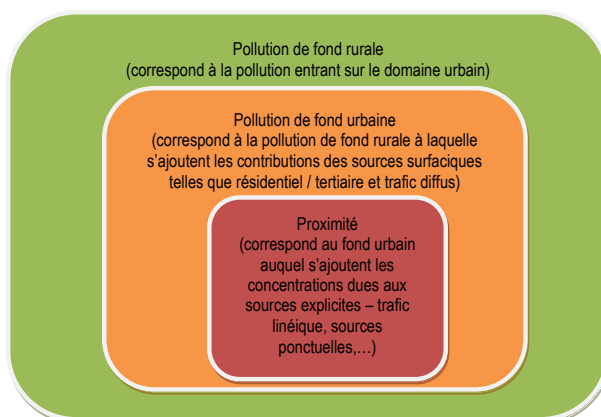 Pollution de fond rurale
(correspond à la pollution entrant sur le domaine urbain)
Pollution de fond urbaine
(correspond à la pollution de fond rurale à laquelle
s'ajoutent les contributions des sources surfaciques
telles que résidentiel / tertiaire et trafic diffus)
Proximité
(correspond au fond urbain
auquel s'ajoutent les
concentrations dues aux
sources explicites – trafic
linéique, sources
ponctuelles,…)